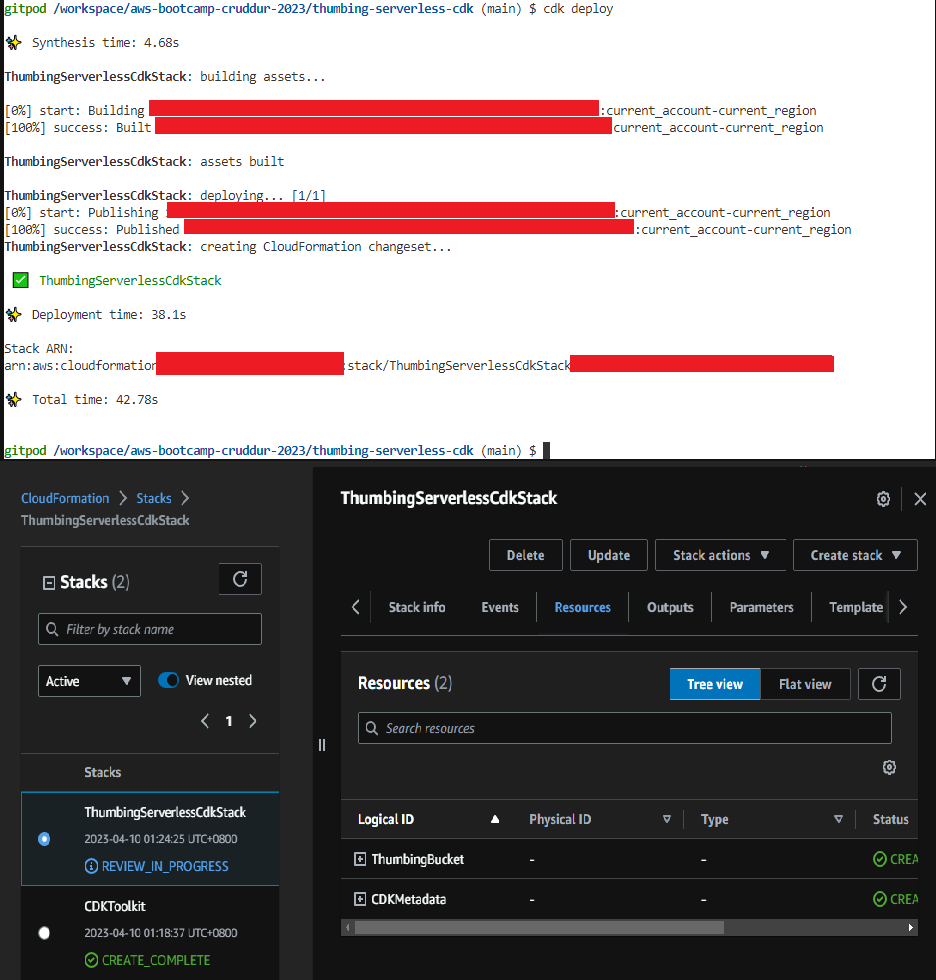 gitpod /workspace/aws-bootcamp-cruddur-2023/thumbing-serverless-cdk (main) $ cdk deploy
✨ Synthesis time: 4.68s
ThumbingServerlessCdkStack: building assets...
[0%] start: Building :current_account-current_region
[100%] success: Built current_account-current_region
ThumbingServerlessCdkStack: assets built
ThumbingServerlessCdkStack: deploying... [1/1]
[0%] start: Publishing :current_account-current_region
[100%] success: Published :current_account-current_region
ThumbingServerlessCdkStack: creating CloudFormation changeset...
✅ ThumbingServerlessCdkStack
✨ Deployment time: 38.1s
Stack ARN:
arn:aws:cloudformation :stack/ThumbingServerlessCdkStack
✨ Total time: 42.78s
gitpod /workspace/aws-bootcamp-cruddur-2023/thumbing-serverless-cdk (main) $
CloudFormation > Stacks >
ThumbingServerlessCdkStack
Stacks (2)
Filter by stack name
Active
View nested
1
Stacks
ThumbingServerlessCdkStack
2023-04-10 01:24:25 UTC+0800
REVIEW_IN_PROGRESS
CDKToolkit
2023-04-10 01:18:37 UTC+0800
CREATE_COMPLETE
ThumbingServerlessCdkStack
Delete
Update
Stack actions
Create stack
Stack info
Events
Resources
Outputs
Parameters
Template
Resources (2)
Tree view
Flat view
Search resources
Logical ID
Physical ID
Type
Status
ThumbingBucket - - CREA
CDKMetadata - - CREA